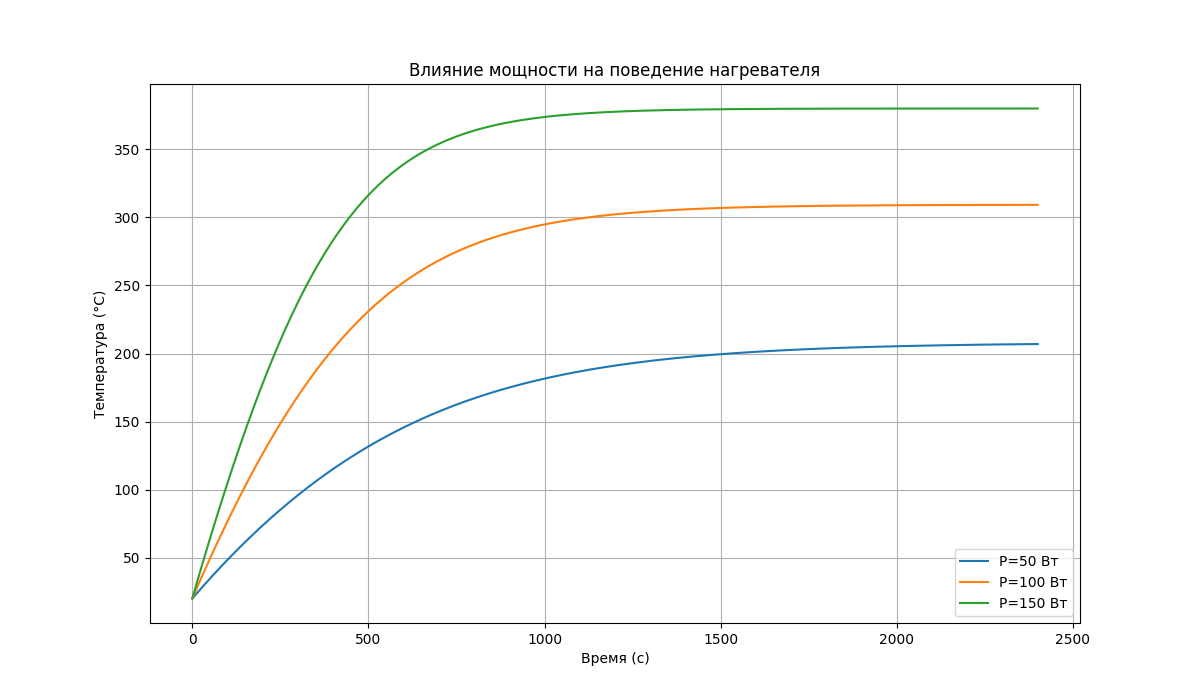 Влияние мощности на поведение нагревателя
Температура (°C)
350
300
250
200
150
100
50
0
500
1000
1500
2000
2500
Время (с)
P=50 Вт
P=100 Вт
P=150 Вт